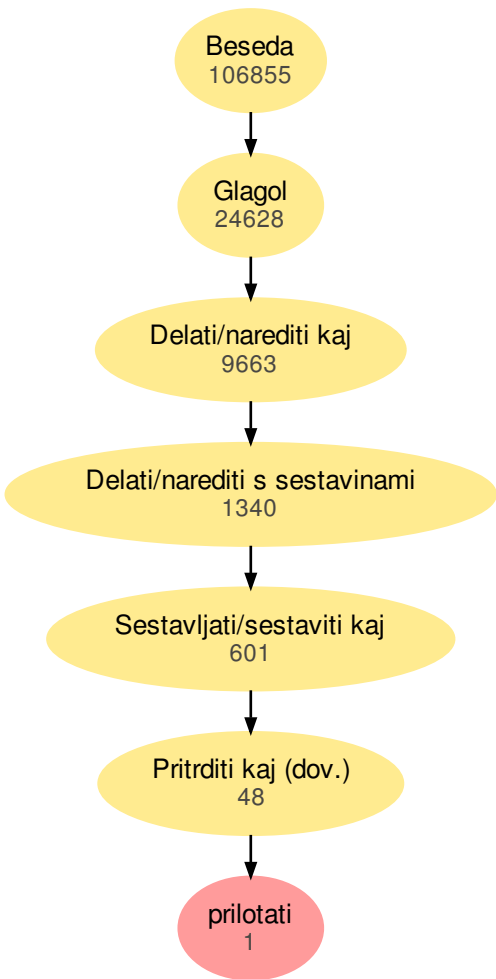 Beseda
106855
Glagol
24628
Delati/narediti kaj
9663
Delati/narediti s sestavinami
1340
Sestavljati/sestaviti kaj
601
Pritrditi kaj (dov.)
48
prilotati
1